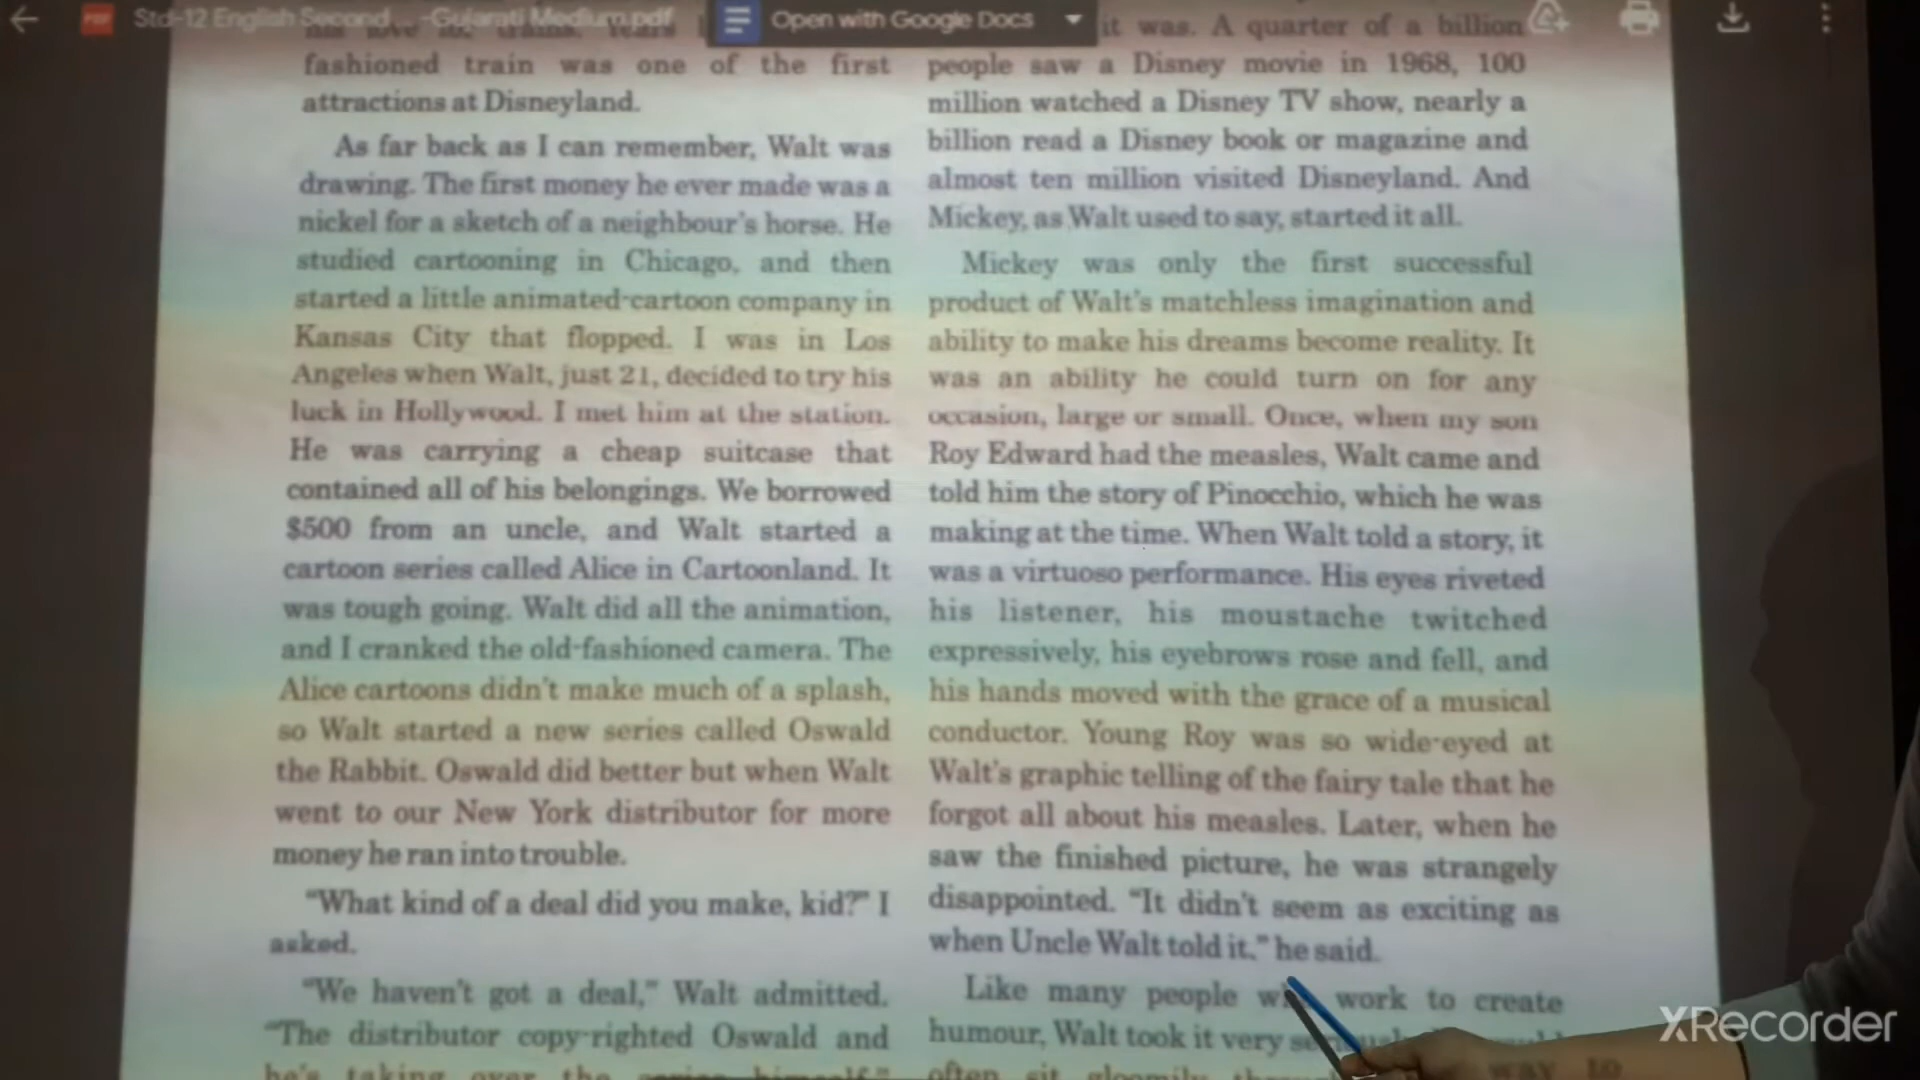 Std-12 English Second ... -Gujarati Medium.pdf
Open with Google Docs
his love for trains. Years
fashioned train was one of the first
attractions at Disneyland.
As far back as I can remember, Walt was
drawing. The first money he ever made was a
nickel for a sketch of a neighbour's horse. He
studied cartooning in Chicago, and then
started a little animated-cartoon company in
Kansas City that flopped. I was in Los
Angeles when Walt, just 21, decided to try his
luck in Hollywood. I met him at the station.
He was carrying a cheap suitcase that
contained all of his belongings. We borrowed
$500 from an uncle, and Walt started a
cartoon series called Alice in Cartoonland. It
was tough going. Walt did all the animation,
and I cranked the old-fashioned camera. The
Alice cartoons didn't make much of a splash,
so Walt started a new series called Oswald
the Rabbit. Oswald did better but when Walt
went to our New York distributor for more
money he ran into trouble.
"What kind of a deal did you make, kid?" I
asked.
"We haven't got a deal," Walt admitted.
"The distributor copy-righted Oswald and
he's taking over the series himself."
it was. A quarter of a billion
people saw a Disney movie in 1968, 100
million watched a Disney TV show, nearly a
billion read a Disney book or magazine and
almost ten million visited Disneyland. And
Mickey, as Walt used to say, started it all.
Mickey was only the first successful
product of Walt's matchless imagination and
ability to make his dreams become reality. It
was an ability he could turn on for any
occasion, large or small. Once, when my son
Roy Edward had the measles, Walt came and
told him the story of Pinocchio, which he was
making at the time. When Walt told a story, it
was a virtuoso performance. His eyes riveted
his listener, his moustache twitched
expressively, his eyebrows rose and fell, and
his hands moved with the grace of a musical
conductor. Young Roy was so wide-eyed at
Walt's graphic telling of the fairy tale that he
forgot all about his measles. Later, when he
saw the finished picture, he was strangely
disappointed. "It didn't seem as exciting as
when Uncle Walt told it," he said.
Like many people work to create
humour, Walt took it very
often sit gloomily
XRecorder